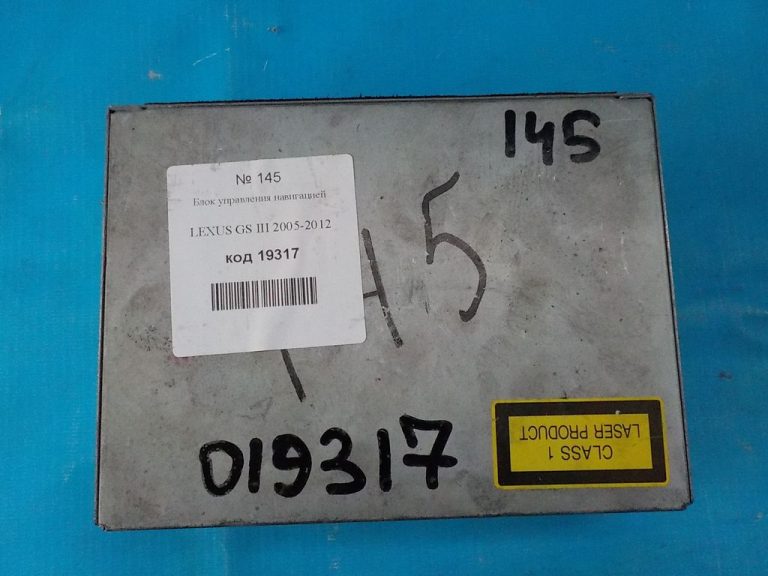 145
№ 145
Блок управления навигацией
LEXUS GS III 2005-2012
код 19317
145
019317
CLASS 1
LASER PRODUCT